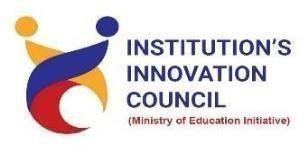 INSTITUTION'S
INNOVATION
COUNCIL
(Ministry of Education Initiative)